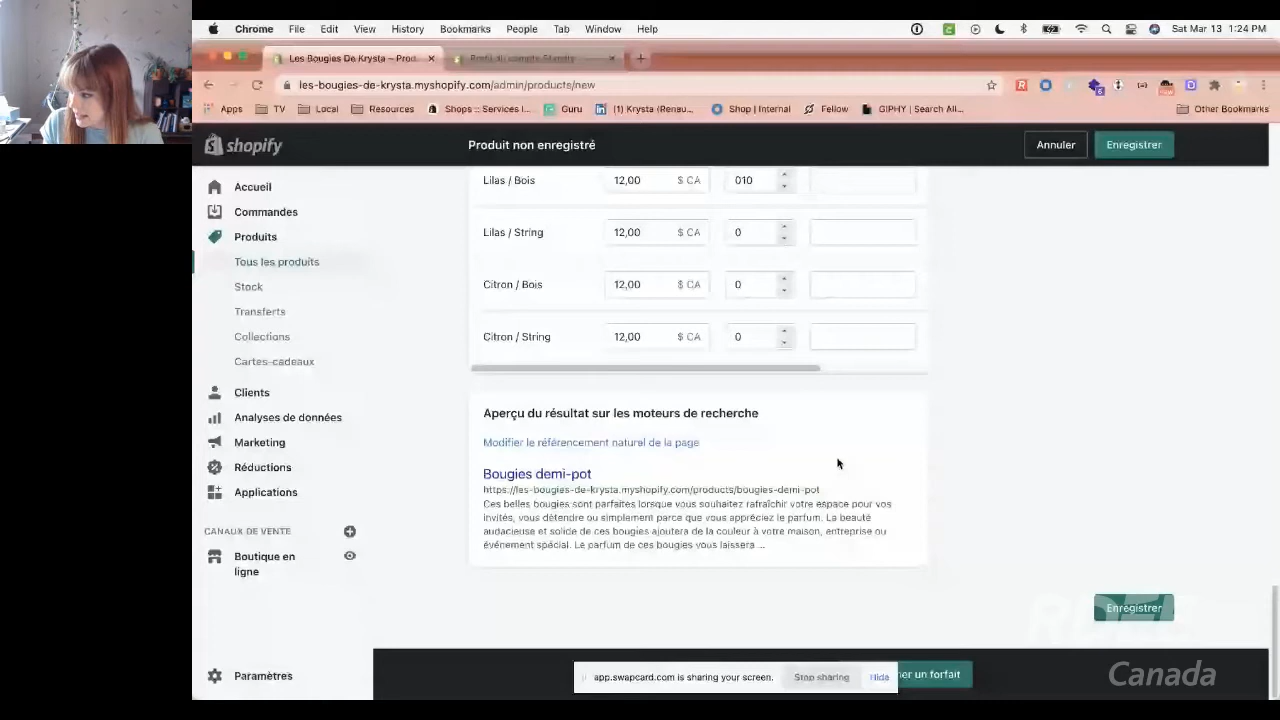 Chrome File Edit View History Bookmarks People Tab Window Help Sat Mar 13 1:24 PM
Les Bougies De Krysta – Prod Profil du compte Stamfly
les-bougies-de-krysta.myshopify.com/admin/products/new
Apps TV Local Resources Shops :: Services I... Guru (1) Krysta (Renau... Shop | Internal Fellow GIPHY | Search All... Other Bookmarks
shopify Produit non enregistré Annuler Enregistrer
Accueil
Commandes
Produits
Tous les produits
Stock
Transferts
Collections
Cartes-cadeaux
Clients
Analyses de données
Marketing
Réductions
Applications
CANAUX DE VENTE
Boutique en
ligne
Paramètres
Lilas / Bois 12,00 $ CA 010
Lilas / String 12,00 $ CA 0
Citron / Bois 12,00 $ CA 0
Citron / String 12,00 $ CA 0
Aperçu du résultat sur les moteurs de recherche
Modifier le référencement naturel de la page
Bougies demi-pot
https://les-bougies-de-krysta.myshopify.com/products/bougies-demi-pot
Ces belles bougies sont parfaites lorsque vous souhaitez rafraîchir votre espace pour vos
invités, vous détendre ou simplement parce que vous appréciez le parfum. La beauté
audacieuse et solide de ces bougies ajoutera de la couleur à votre maison, entreprise ou
événement spécial. Le parfum de ces bougies vous laissera ...
Enregistrer
RDÉE
Canada
app.swapcard.com is sharing your screen. Stop sharing Hide
un forfait